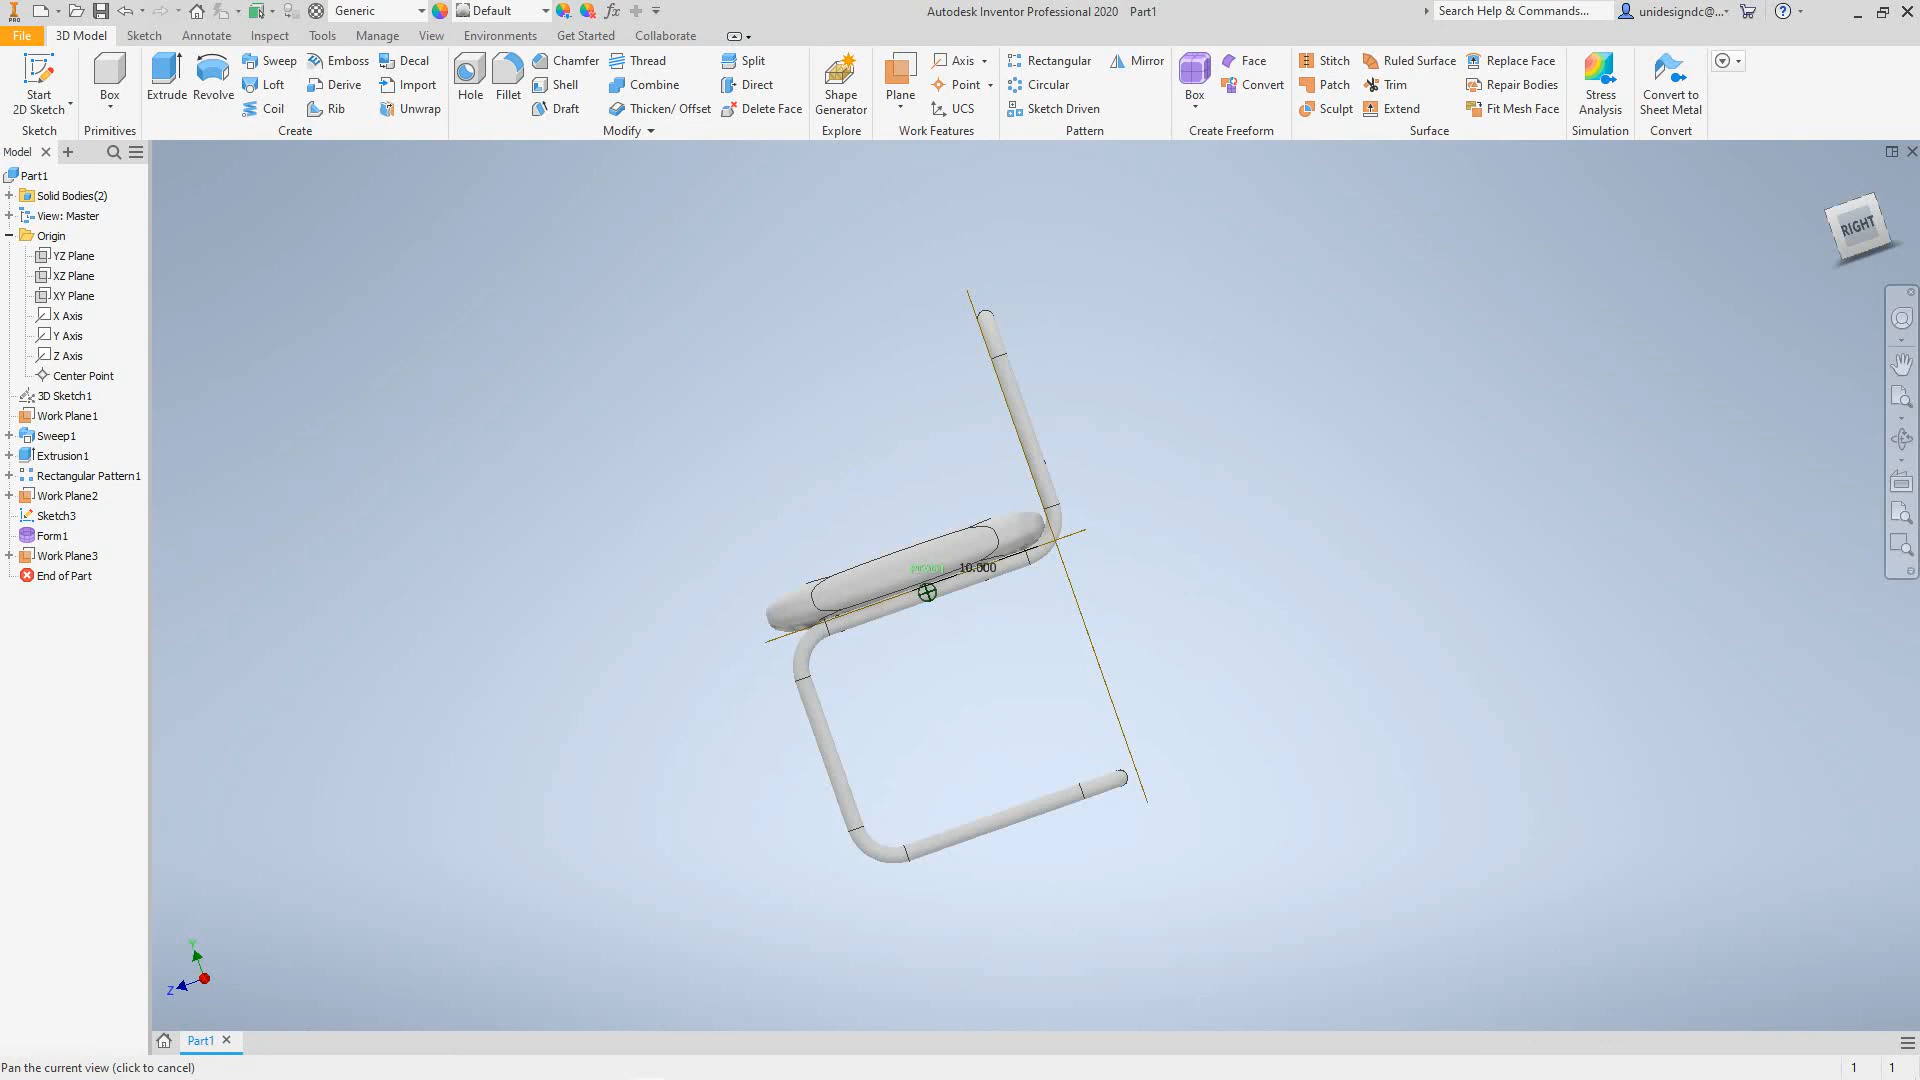 PRO Generic Default fx Autodesk Inventor Professional 2020 Part1 Search Help & Commands... unidesigndc@...
File 3D Model Sketch Annotate Inspect Tools Manage View Environments Get Started Collaborate
Start 2D Sketch Sketch
Box Primitives
Extrude Revolve Sweep Emboss Decal
Loft Derive Import
Coil Rib Unwrap
Create
Hole Fillet Chamfer Thread Split
Shell Combine Direct
Draft Thicken/ Offset Delete Face
Modify
Shape Generator Explore
Plane Axis
Point
UCS
Work Features
Rectangular Mirror
Circular
Sketch Driven
Pattern
Box Face
Convert
Create Freeform
Stitch Ruled Surface Replace Face
Patch Trim Repair Bodies
Sculpt Extend Fit Mesh Face
Surface
Stress Analysis Simulation
Convert to Sheet Metal Convert
Model
Part1
Solid Bodies(2)
View: Master
Origin
YZ Plane
XZ Plane
XY Plane
X Axis
Y Axis
Z Axis
Center Point
3D Sketch1
Work Plane1
Sweep1
Extrusion1
Rectangular Pattern1
Work Plane2
Sketch3
Form1
Work Plane3
End of Part
RIGHT
10.000
Y
Z
Part1
Pan the current view (click to cancel) 1 1